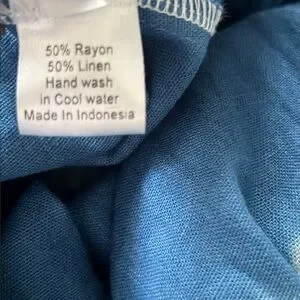 50% Rayon
50% Linen
Hand wash
in Cool water
Made In Indonesia